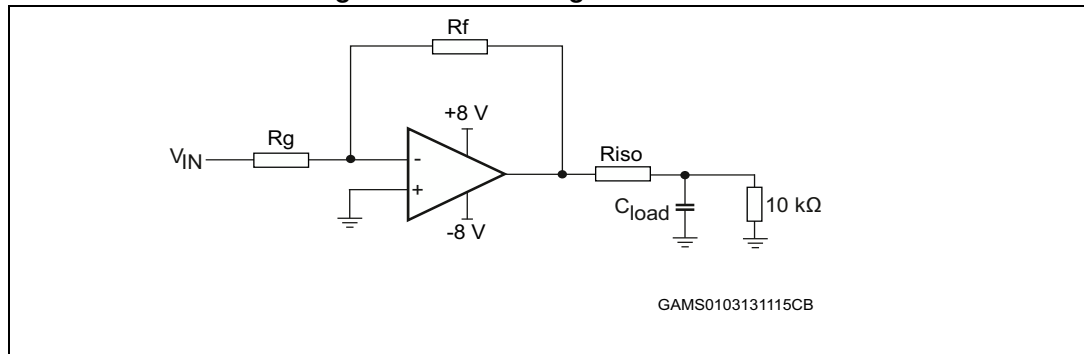 Rf
+8 V
VIN
Rg
-
+
Riso
Cload
10 kΩ
-8 V
GAMS0103131115CB